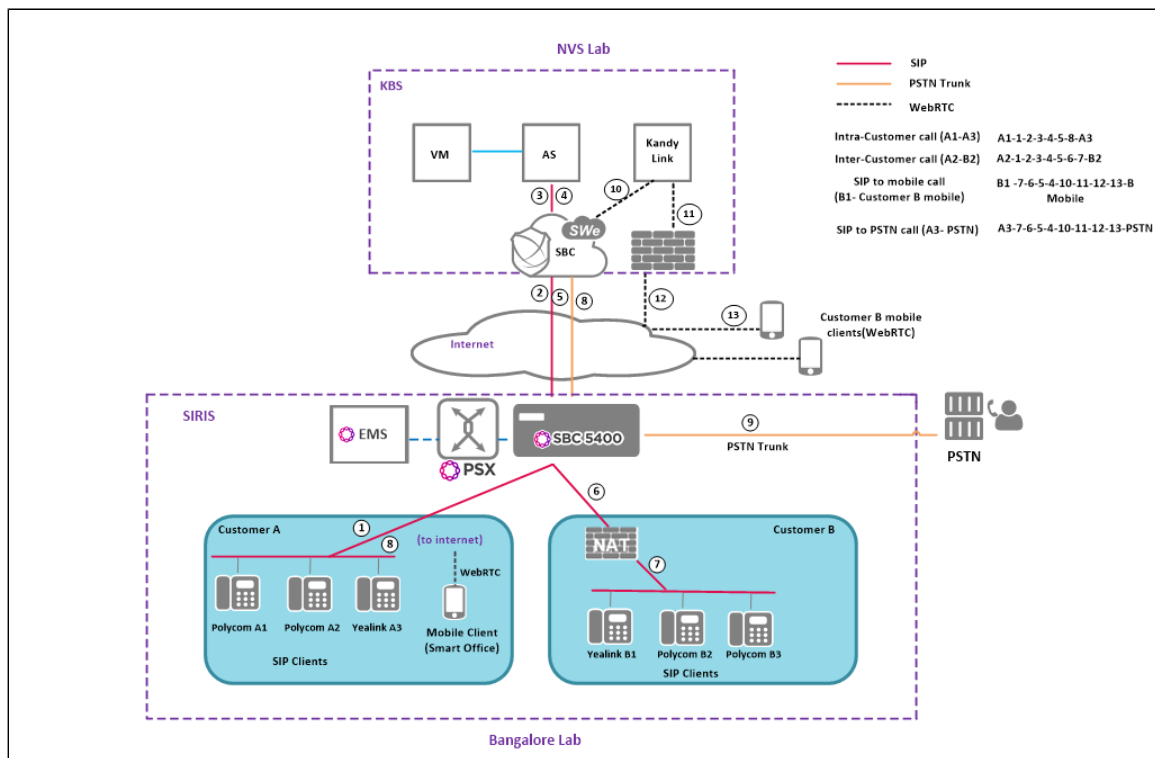 NVS Lab
KBS
VM
AS
Kandy
Link
3
4
10
11
SWe
SBC
2
5
8
12
13
Internet
Customer B mobile
clients(WebRTC)
SIP
PSTN Trunk
WebRTC
Intra-Customer call (A1-A3) A1-1-2-3-4-5-8-A3
Inter-Customer call (A2-B2) A2-1-2-3-4-5-6-7-B2
SIP to mobile call
(B1- Customer B mobile)
B1 -7-6-5-4-10-11-12-13-B
Mobile
SIP to PSTN call (A3- PSTN) A3-7-6-5-4-10-11-12-13-PSTN
SIRIS
EMS
PSX
SBC 5400
9
PSTN Trunk
PSTN
6
Customer A
1
8
(to internet)
WebRTC
Polycom A1
Polycom A2
Yealink A3
Mobile Client
(Smart Office)
SIP Clients
Customer B
NAT
7
Yealink B1
Polycom B2
Polycom B3
SIP Clients
Bangalore Lab